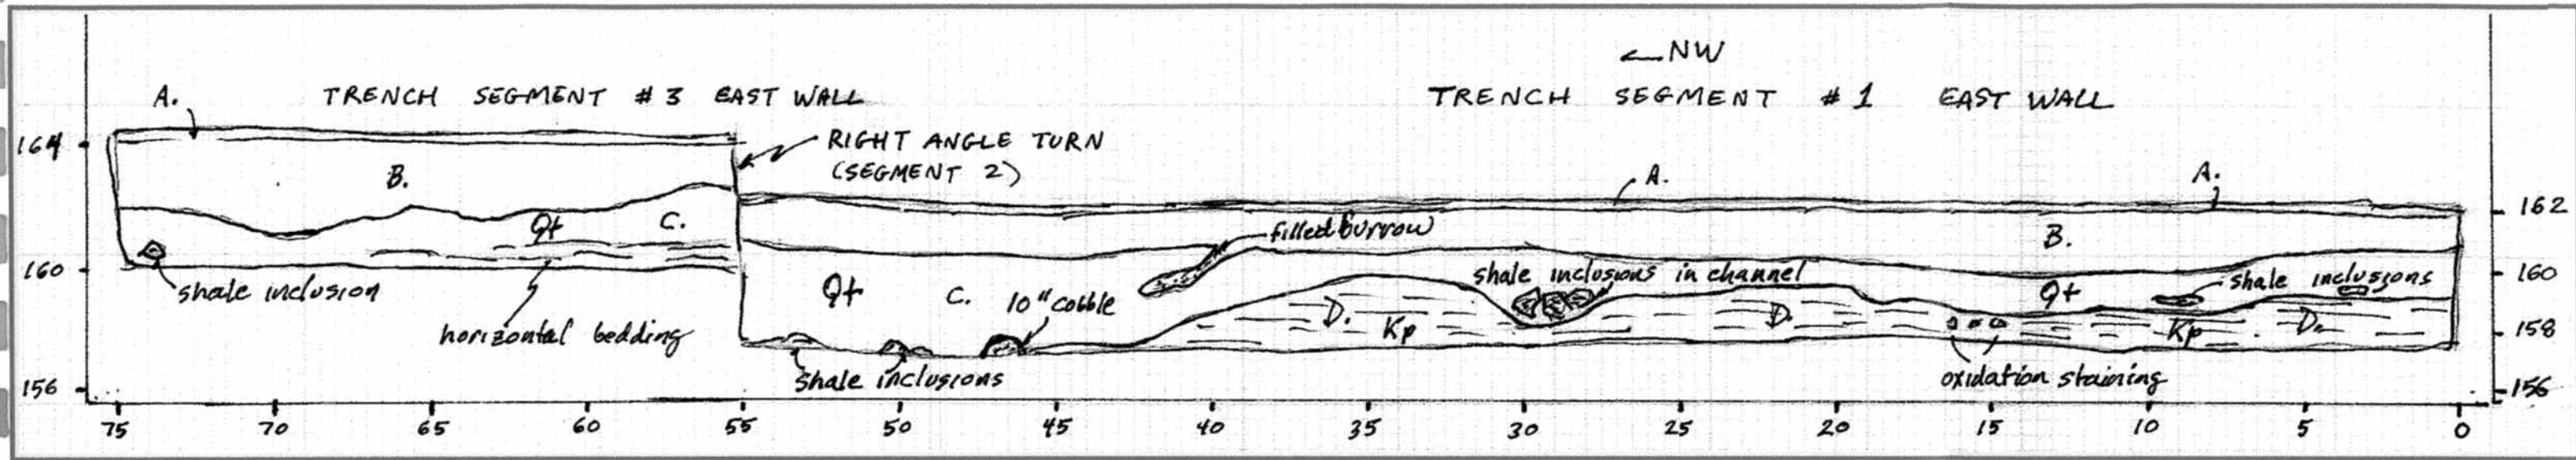 ←NW
A.
TRENCH SEGMENT #3 EAST WALL
TRENCH SEGMENT #1 EAST WALL
164
RIGHT ANGLE TURN
(SEGMENT 2)
B.
A.
A.
162
Qt
C.
filled burrow
B.
160
160
shale inclusion
Qt
C.
10" cobble
shale inclusions in channel
Qt
shale inclusions
horizontal bedding
D.
Kp
D.
Kp
D.
158
shale inclusions
oxidation staining
156
156
75 70 65 60 55 50 45 40 35 30 25 20 15 10 5 0